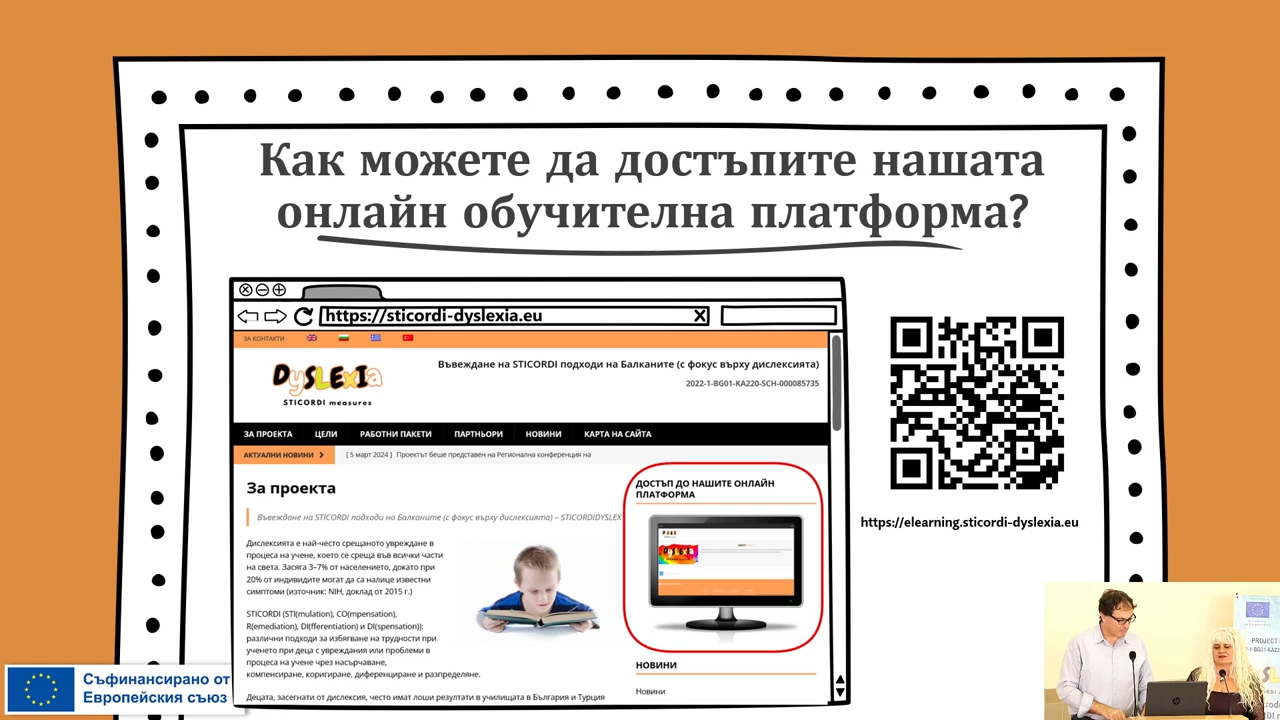 Как можете да достъпите нашата
онлайн обучителна платформа?
https://sticordi-dyslexia.eu
X
ЗА КОНТАКТИ
DysLExIa
STICORDI measures
Въвеждане на STICORDI подходи на Балканите (с фокус върху дислексията)
2022-1-BG01-KA220-SCH-000085735
ЗА ПРОЕКТА ЦЕЛИ РАБОТНИ ПАКЕТИ ПАРТНЬОРИ НОВИНИ КАРТА НА САЙТА
АКТУАЛНИ НОВИНИ [ 5 март 2024 ] Проектът беше представен на Регионална конференция на
За проекта
Въвеждане на STICORDI подходи на Балканите (с фокус върху дислексията) – STICORDIDYSLEX
Дислексията е най-често срещаното увреждане в
процеса на учене, което се среща във всички части
на света. Засяга 3–7% от населението, докато при
20% от индивидите могат да са налице известни
симптоми (източник: NIH, доклад от 2015 г.)
STICORDI (STI(mulation), CO(mpensation),
R(emediation), DI(fferentiation) и DI(spensation)):
различни подходи за избягване на трудности при
ученето при деца с увреждания или проблеми в
процеса на учене чрез насърчаване,
компенсиране, коригиране, диференциране и разпределяне.
Децата, засегнати от дислексия, често имат лоши резултати в училищата в България и Турция
ДОСТЪП ДО НАШИТЕ ОНЛАЙН
ПЛАТФОРМА
НОВИНИ
Новини
https://elearning.sticordi-dyslexia.eu
Съфинансирано от
Европейския съюз
PROJECT